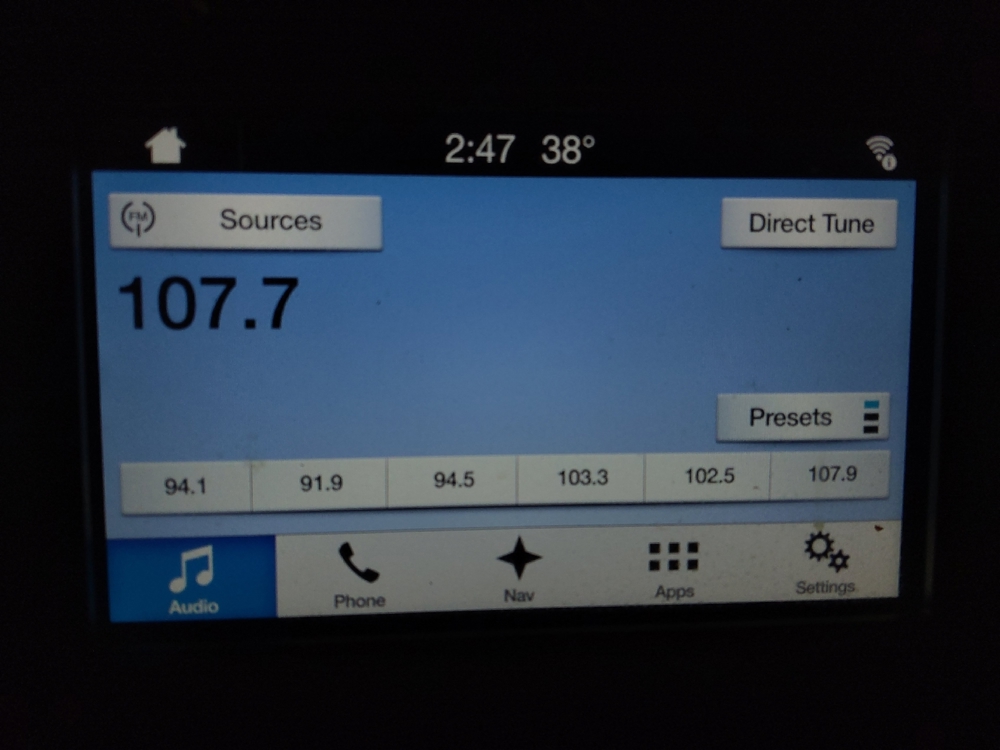 2:47 38°
FM Sources
Direct Tune
107.7
Presets
94.1 91.9 94.5 103.3 102.5 107.9
Audio Phone Nav Apps Settings